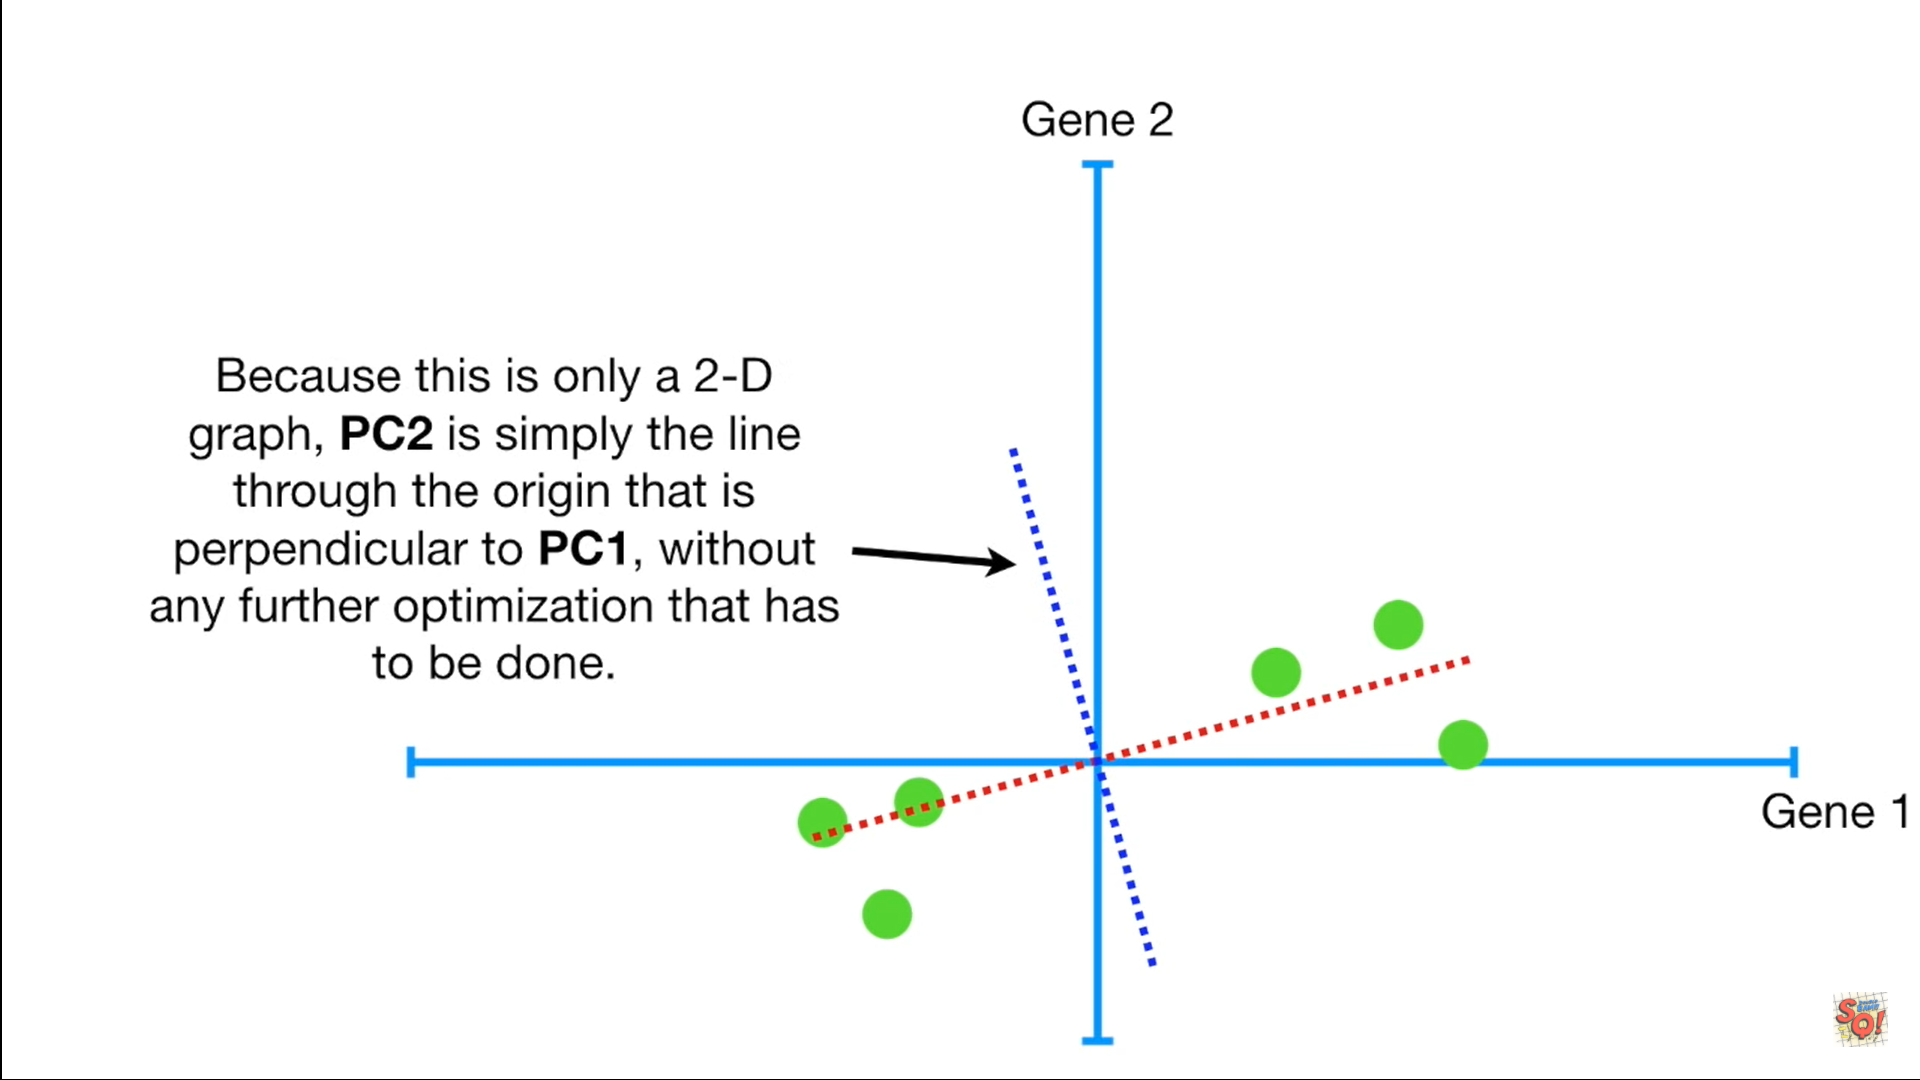 Gene 2
Because this is only a 2-D
graph, PC2 is simply the line
through the origin that is
perpendicular to PC1, without
any further optimization that has
to be done.
Gene 1
SQ!